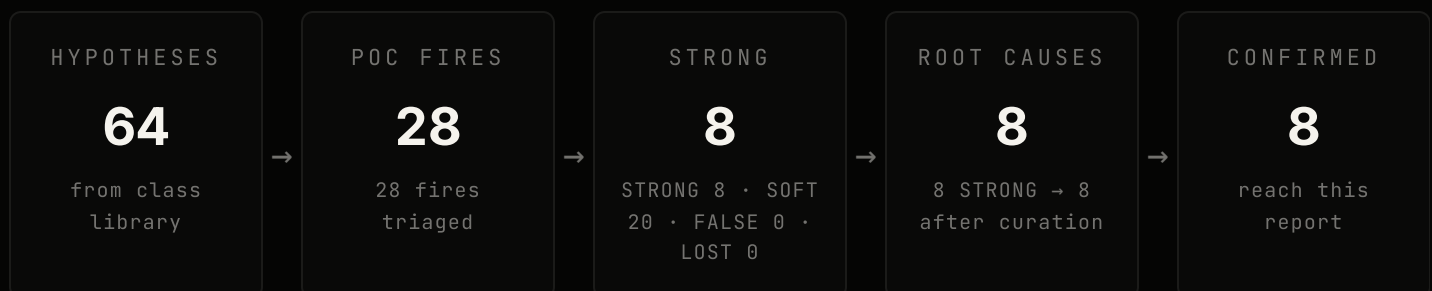 HYPOTHESES
64
from class
library
→
POC FIRES
28
28 fires
triaged
→
STRONG
8
STRONG 8 · SOFT
20 · FALSE 0 ·
LOST 0
→
ROOT CAUSES
8
8 STRONG → 8
after curation
→
CONFIRMED
8
reach this
report